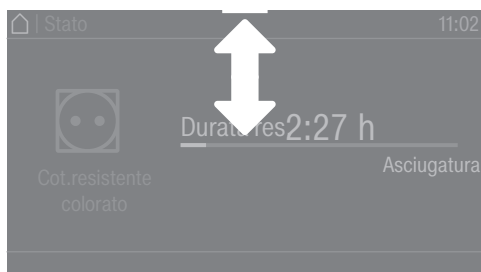 | Stato 11:02
Durata res 2:27 h
Asciugatura
Cot.resistente
colorato